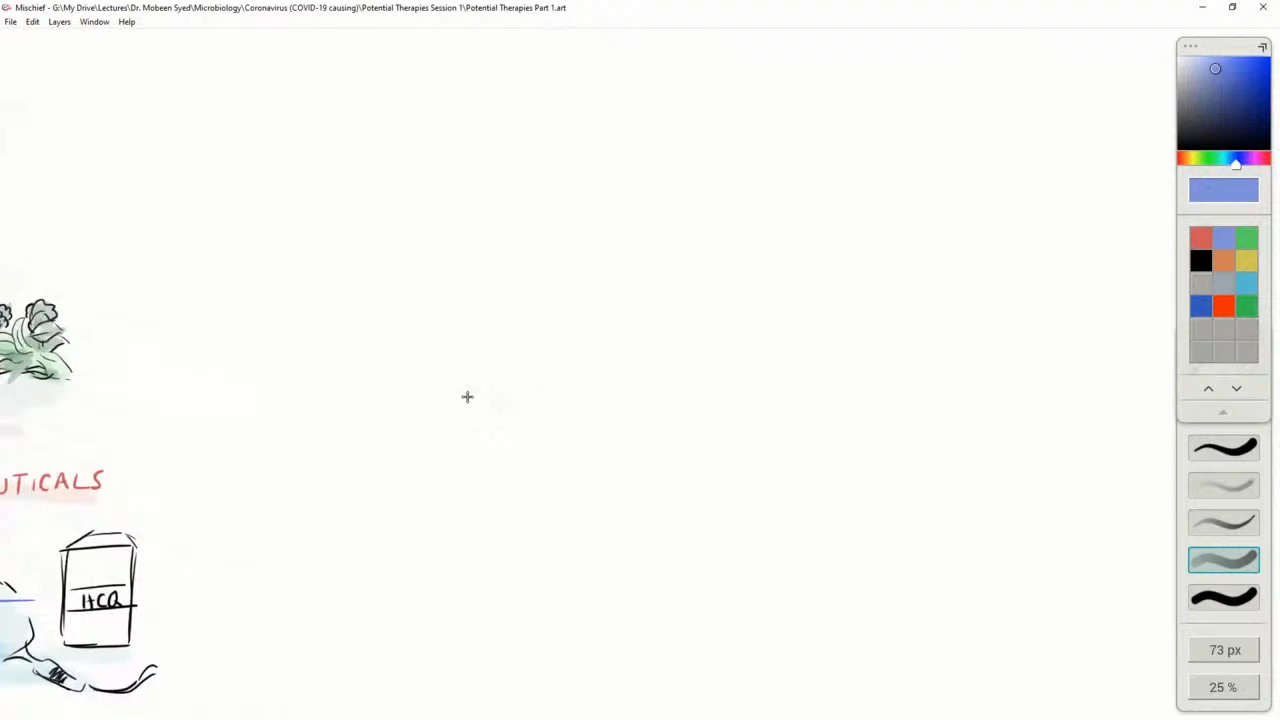 Mischief - G:\My Drive\Lectures\Dr. Mobeen Syed\Microbiology\Coronavirus (COVID-19 causing)\Potential Therapies Session 1\Potential Therapies Part 1.art
File Edit Layers Window Help
UTICALS
HCQ
73 px
25 %